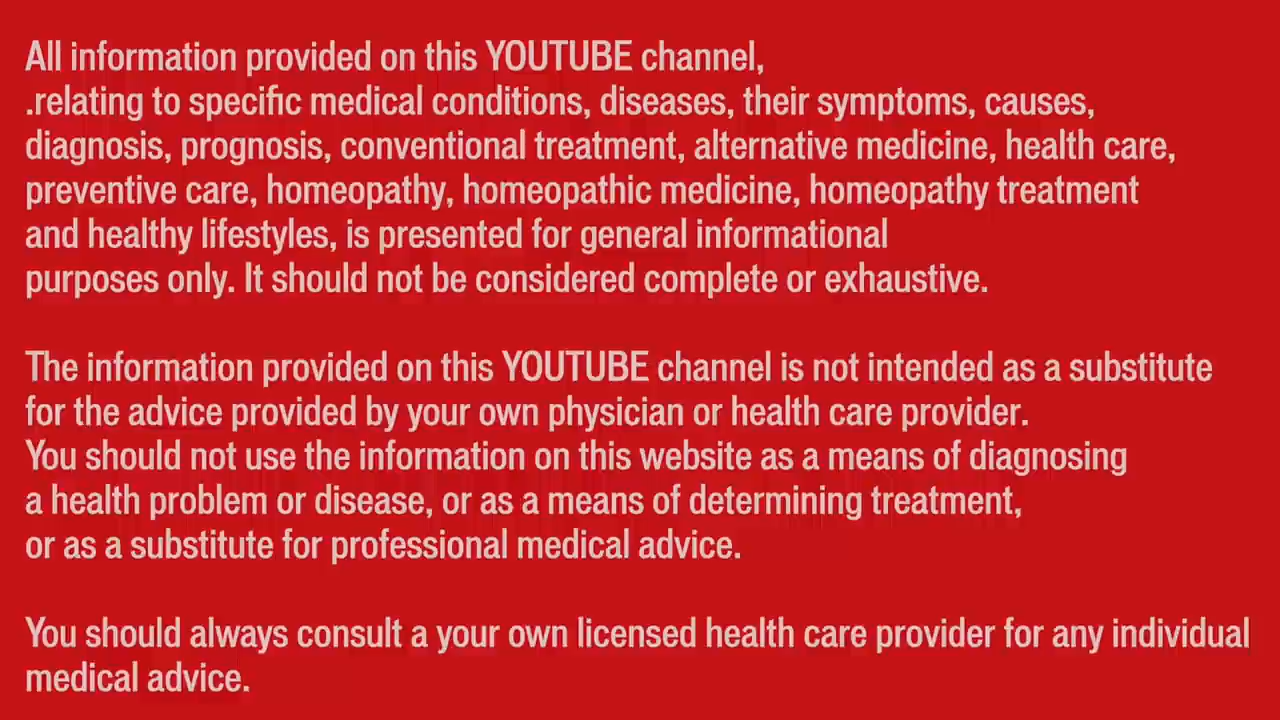 All information provided on this YOUTUBE channel,
.relating to specific medical conditions, diseases, their symptoms, causes,
diagnosis, prognosis, conventional treatment, alternative medicine, health care,
preventive care, homeopathy, homeopathic medicine, homeopathy treatment
and healthy lifestyles, is presented for general informational
purposes only. It should not be considered complete or exhaustive.
The information provided on this YOUTUBE channel is not intended as a substitute
for the advice provided by your own physician or health care provider.
You should not use the information on this website as a means of diagnosing
a health problem or disease, or as a means of determining treatment,
or as a substitute for professional medical advice.
You should always consult a your own licensed health care provider for any individual
medical advice.